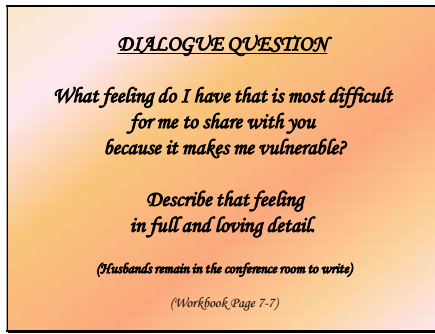 DIALOGUE QUESTION
What feeling do I have that is most difficult
for me to share with you
because it makes me vulnerable?
Describe that feeling
in full and loving detail.
(Husbands remain in the conference room to write)
(Workbook Page 7-7)